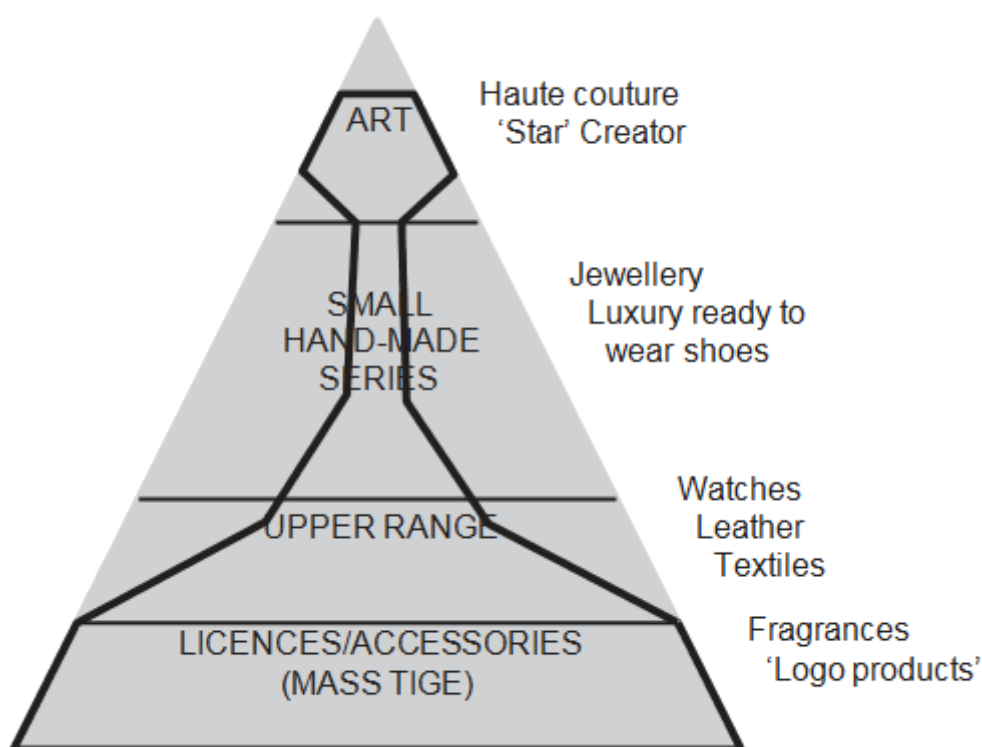 ART
Haute couture
‘Star’ Creator
SMALL
HAND-MADE
SERIES
Jewellery
Luxury ready to
wear shoes
UPPER RANGE
Watches
Leather
Textiles
LICENCES/ACCESSORIES
(MASS TIGE)
Fragrances
‘Logo products’